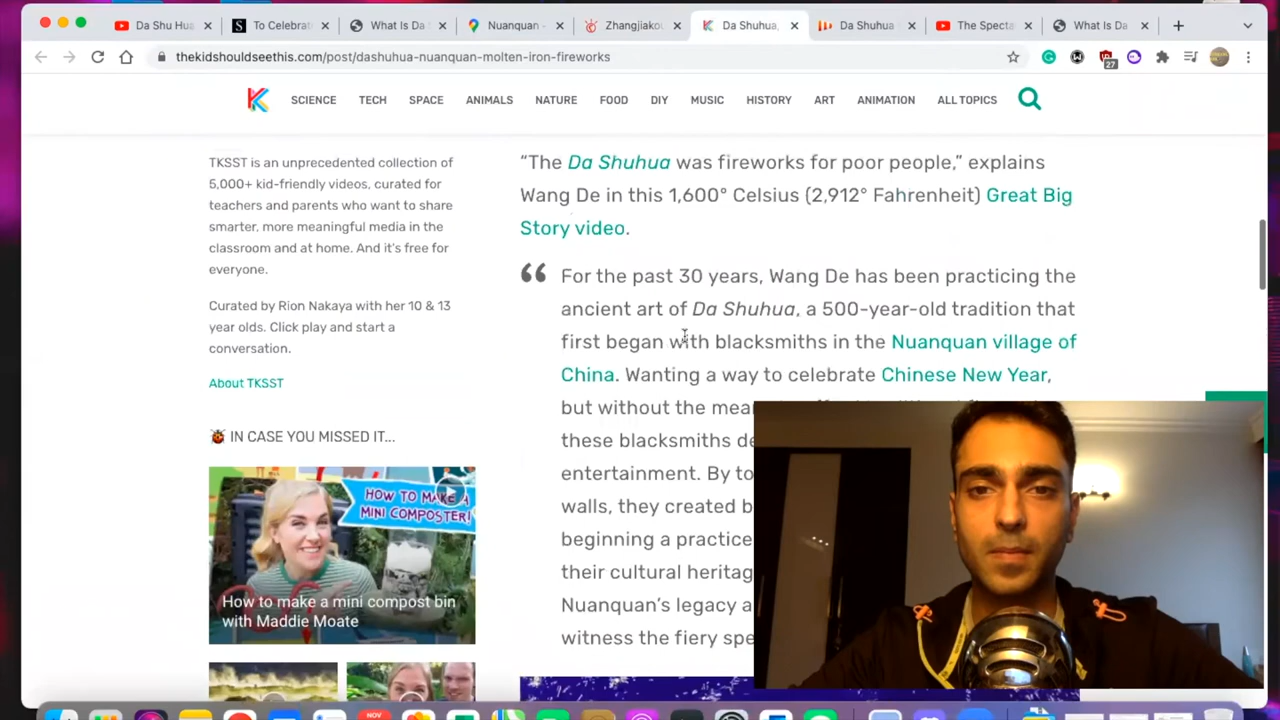 Da Shu Hua
To Celebrat
What Is Da
Nuanquan -
Zhangjiakou
Da Shuhua,
Da Shuhua
The Specta
What Is Da
thekidshouldseethis.com/post/dashuhua-nuanquan-molten-iron-fireworks
27
SCIENCE TECH SPACE ANIMALS NATURE FOOD DIY MUSIC HISTORY ART ANIMATION ALL TOPICS
TKSST is an unprecedented collection of
5,000+ kid-friendly videos, curated for
teachers and parents who want to share
smarter, more meaningful media in the
classroom and at home. And it's free for
everyone.
Curated by Rion Nakaya with her 10 & 13
year olds. Click play and start a
conversation.
About TKSST
IN CASE YOU MISSED IT...
HOW TO MAKE A
MINI COMPOSTER!
How to make a mini compost bin
with Maddie Moate
“The Da Shuhua was fireworks for poor people,” explains
Wang De in this 1,600° Celsius (2,912° Fahrenheit) Great Big
Story video.
“ For the past 30 years, Wang De has been practicing the
ancient art of Da Shuhua, a 500-year-old tradition that
first began with blacksmiths in the Nuanquan village of
China. Wanting a way to celebrate Chinese New Year,
but without the mea
these blacksmiths de
entertainment. By to
walls, they created b
beginning a practice
their cultural heritag
Nuanquan's legacy a
witness the fiery spe
NOV